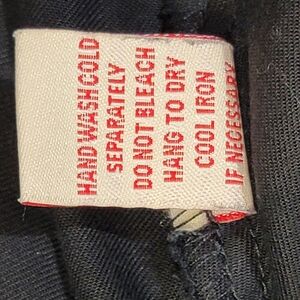 HAND WASH COLD
SEPARATELY
DO NOT BLEACH
HANG TO DRY
COOL IRON
IF NECESSARY